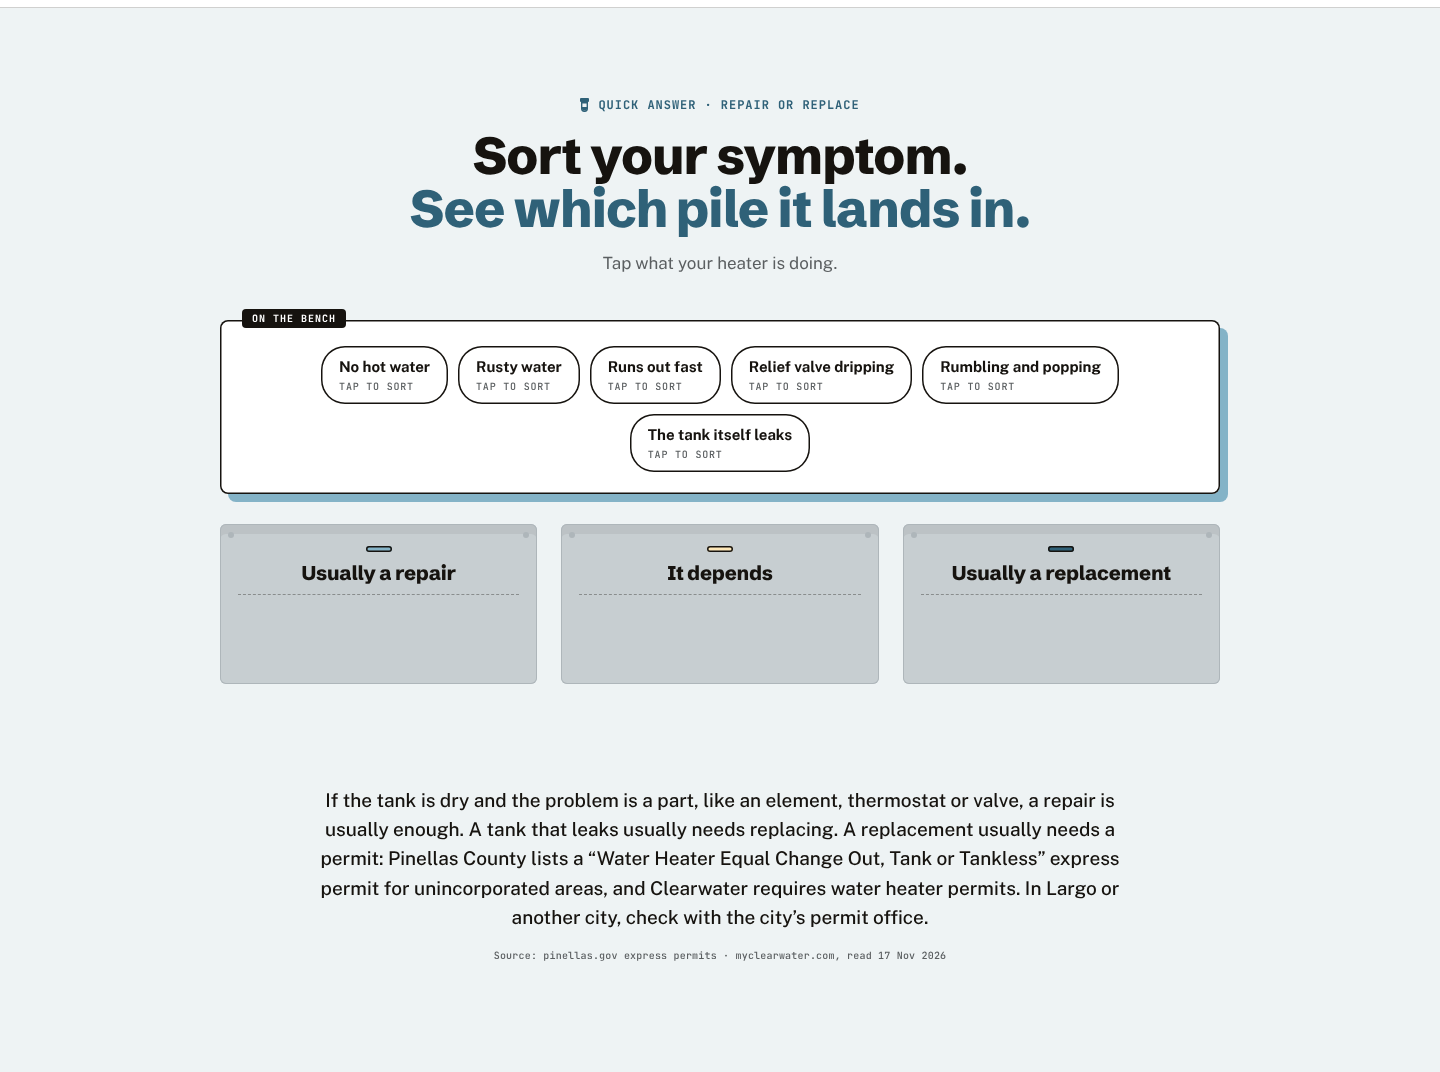 QUICK ANSWER · REPAIR OR REPLACE
Sort your symptom.
See which pile it lands in.
Tap what your heater is doing.
ON THE BENCH
No hot water
TAP TO SORT
Rusty water
TAP TO SORT
Runs out fast
TAP TO SORT
Relief valve dripping
TAP TO SORT
Rumbling and popping
TAP TO SORT
The tank itself leaks
TAP TO SORT
Usually a repair
It depends
Usually a replacement
If the tank is dry and the problem is a part, like an element, thermostat or valve, a repair is
usually enough. A tank that leaks usually needs replacing. A replacement usually needs a
permit: Pinellas County lists a “Water Heater Equal Change Out, Tank or Tankless” express
permit for unincorporated areas, and Clearwater requires water heater permits. In Largo or
another city, check with the city’s permit office.
Source: pinellas.gov express permits · myclearwater.com, read 17 Nov 2026